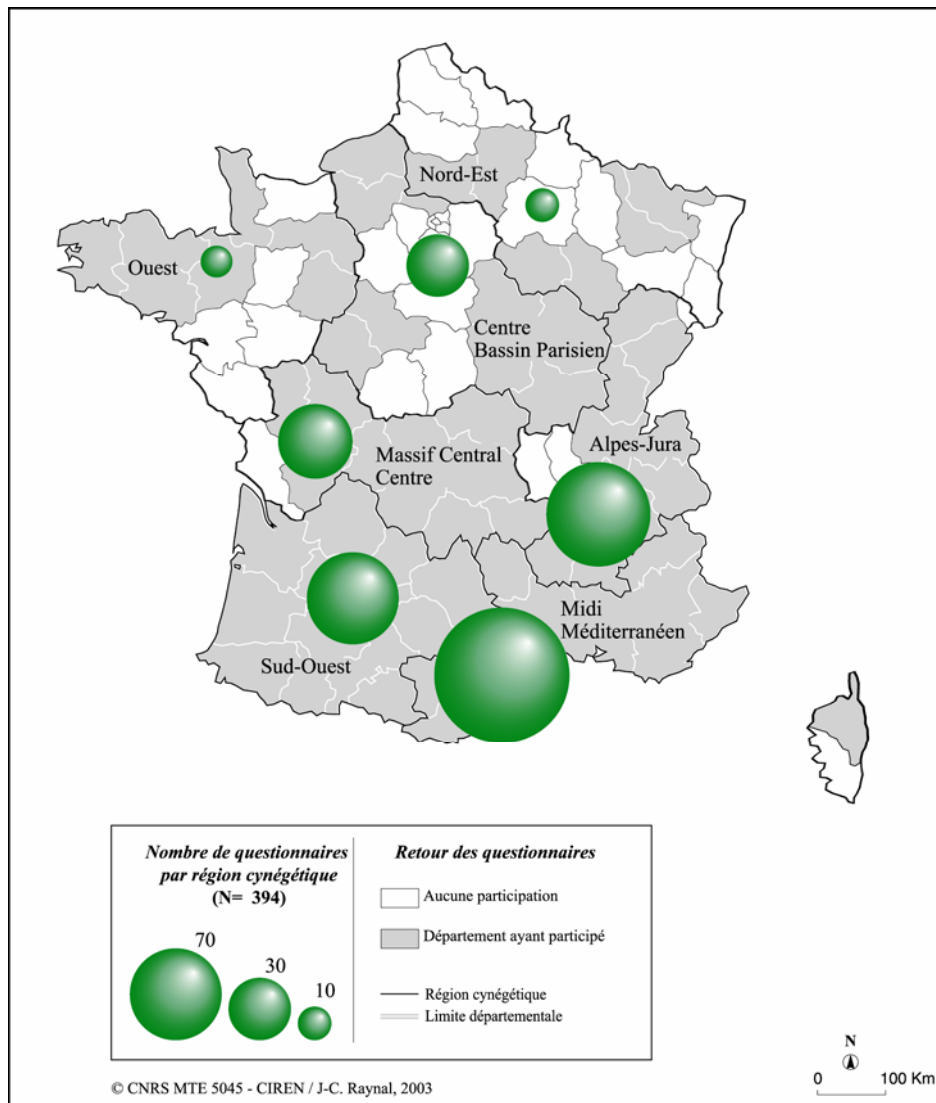 Nord-Est
Ouest
Centre
Bassin Parisien
Alpes-Jura
Massif Central
Centre
Midi
Méditerranéen
Sud-Ouest
Nombre de questionnaires
par région cynégétique
(N= 394)
70
30
10
Retour des questionnaires
Aucune participation
Département ayant participé
Région cynégétique
Limite départementale
© CNRS MTE 5045 - CIREN / J-C. Raynal, 2003
N
0 100 Km